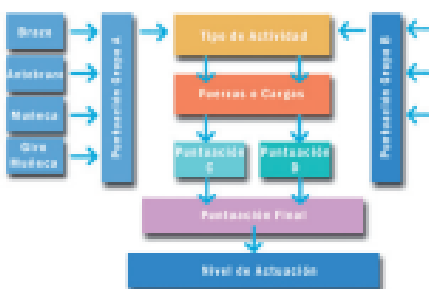 Brazo
Antebrazo
Muñeca
Giro
Muñeca
Puntuación Grupo A
Tipo de Actividad
Fuerzas o Cargas
Puntuación
C
Puntuación
D
Puntuación Final
Nivel de Actuación
Puntuación Grupo B